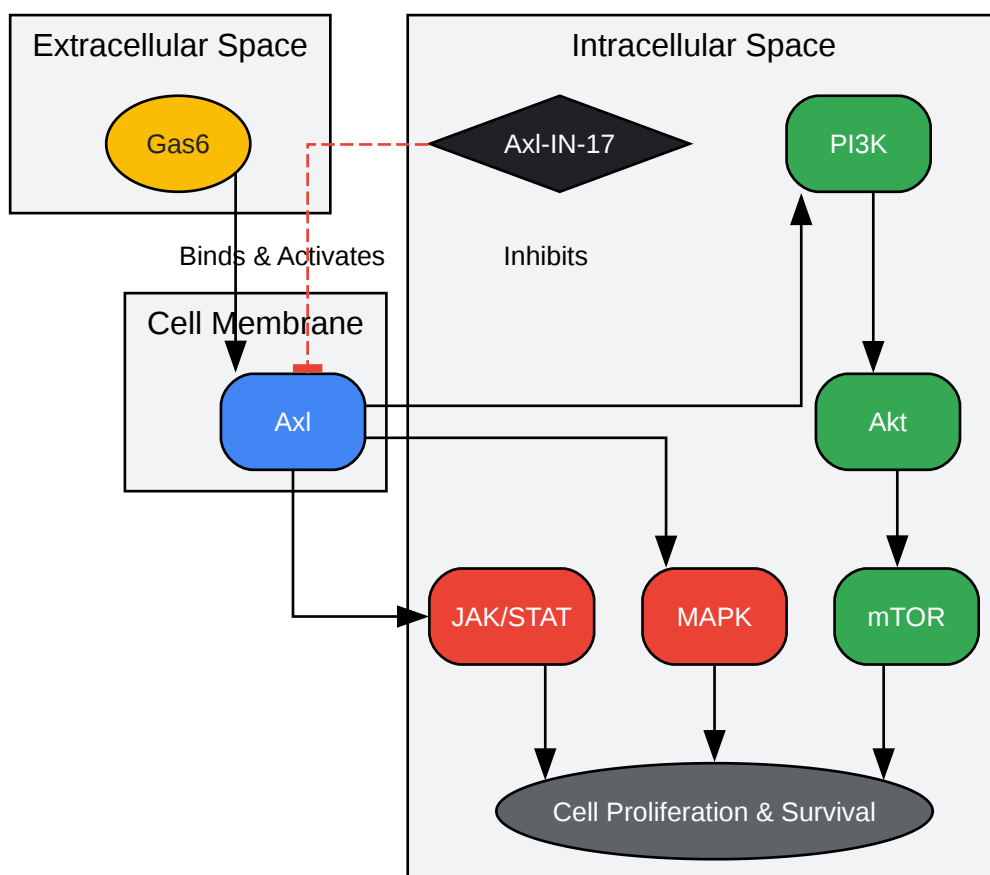 Extracellular Space
Intracellular Space
Gas6
Axl-IN-17
PI3K
Binds & Activates
Inhibits
Cell Membrane
Axl
Akt
JAK/STAT
MAPK
mTOR
Cell Proliferation & Survival